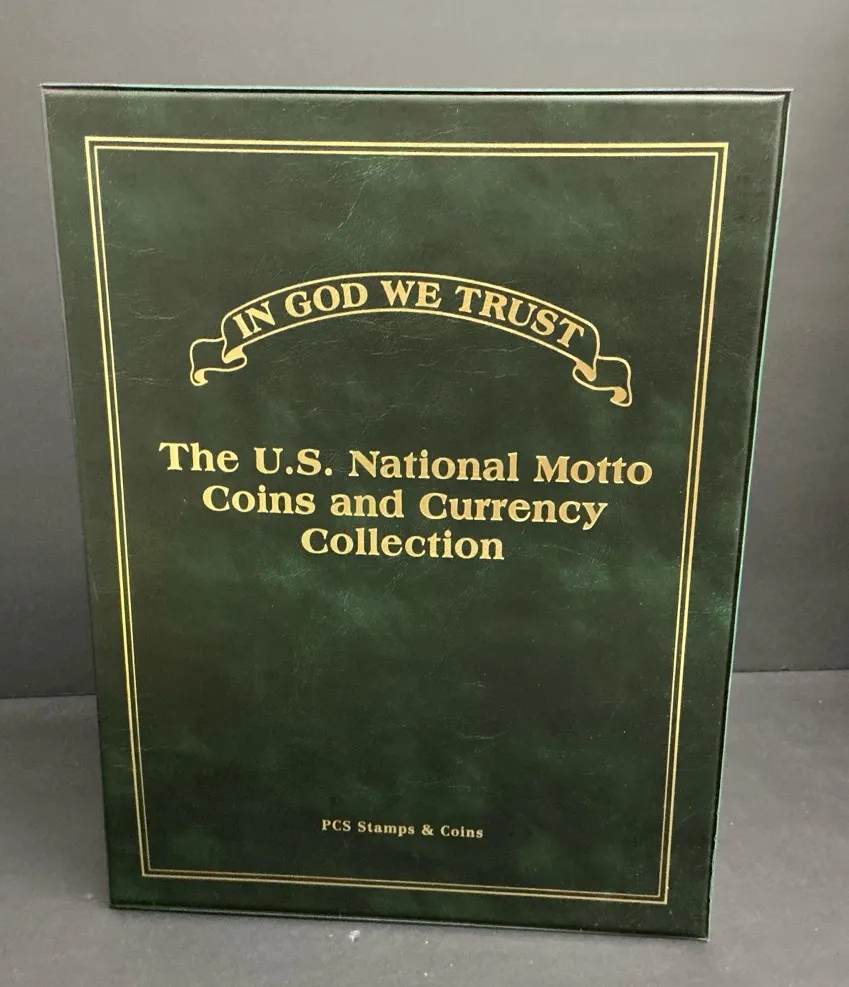 IN GOD WE TRUST
The U.S. National Motto
Coins and Currency
Collection
PCS Stamps & Coins